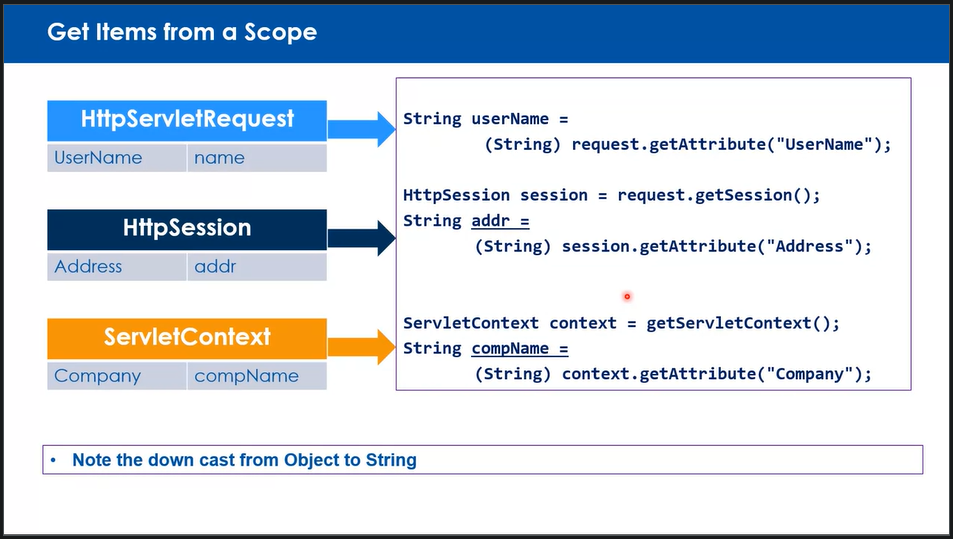 Get Items from a Scope
HttpServletRequest
UserName name
HttpSession
Address addr
ServletContext
Company compName
String userName =
(String) request.getAttribute("UserName");
HttpSession session = request.getSession();
String addr =
(String) session.getAttribute("Address");
ServletContext context = getServletContext();
String compName =
(String) context.getAttribute("Company");
• Note the down cast from Object to String